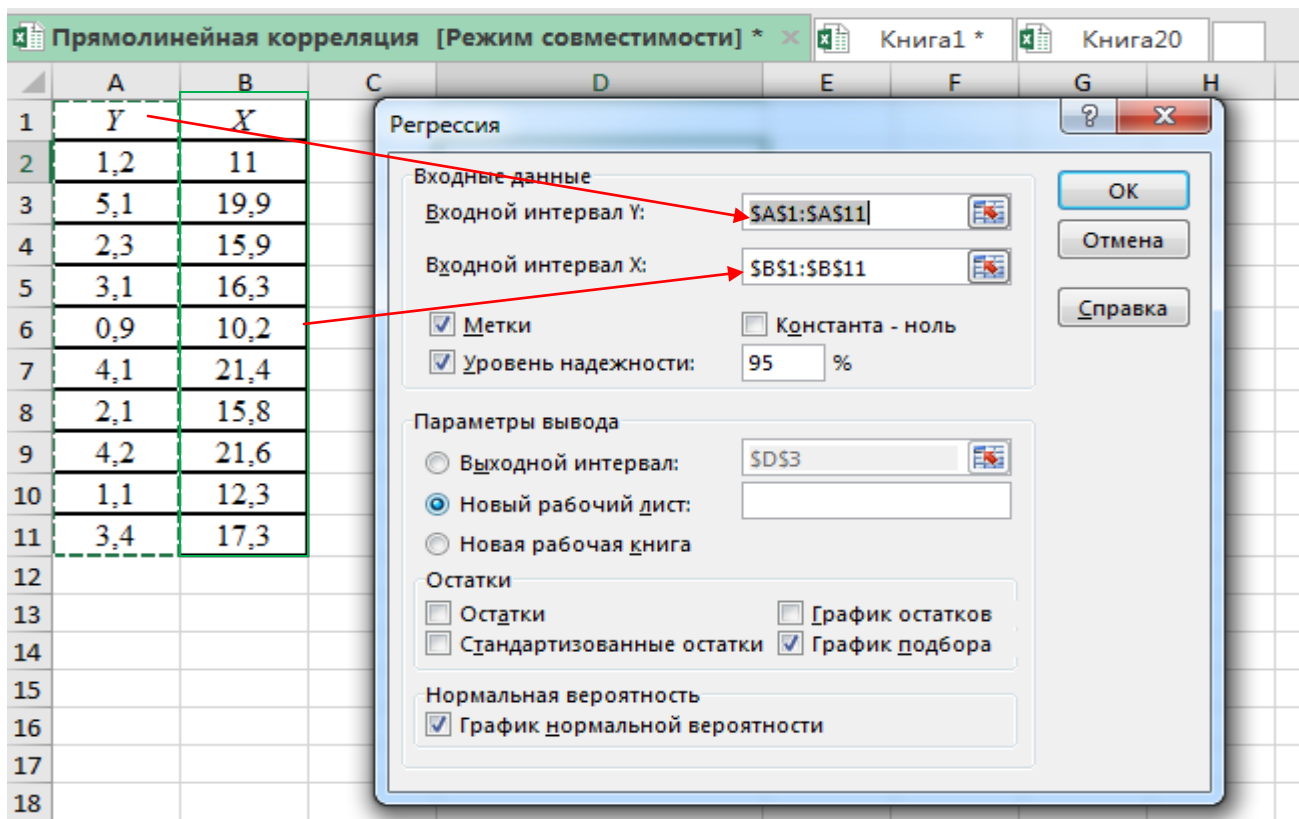 Прямолинейная корреляция [Режим совместимости] * Книга1 * Книга20
A B C D E F G H
1 Y X
2 1,2 11
3 5,1 19,9
4 2,3 15,9
5 3,1 16,3
6 0,9 10,2
7 4,1 21,4
8 2,1 15,8
9 4,2 21,6
10 1,1 12,3
11 3,4 17,3
12
13
14
15
16
17
18
Регрессия ?
Входные данные
Входной интервал Y: $A$1:$A$11
Входной интервал X: $B$1:$B$11
Метки Константа - ноль
Уровень надежности: 95 %
Параметры вывода
Выходной интервал: $D$3
Новый рабочий лист:
Новая рабочая книга
Остатки
Остатки График остатков
Стандартизованные остатки График подбора
Нормальная вероятность
График нормальной вероятности
ОК
Отмена
Справка